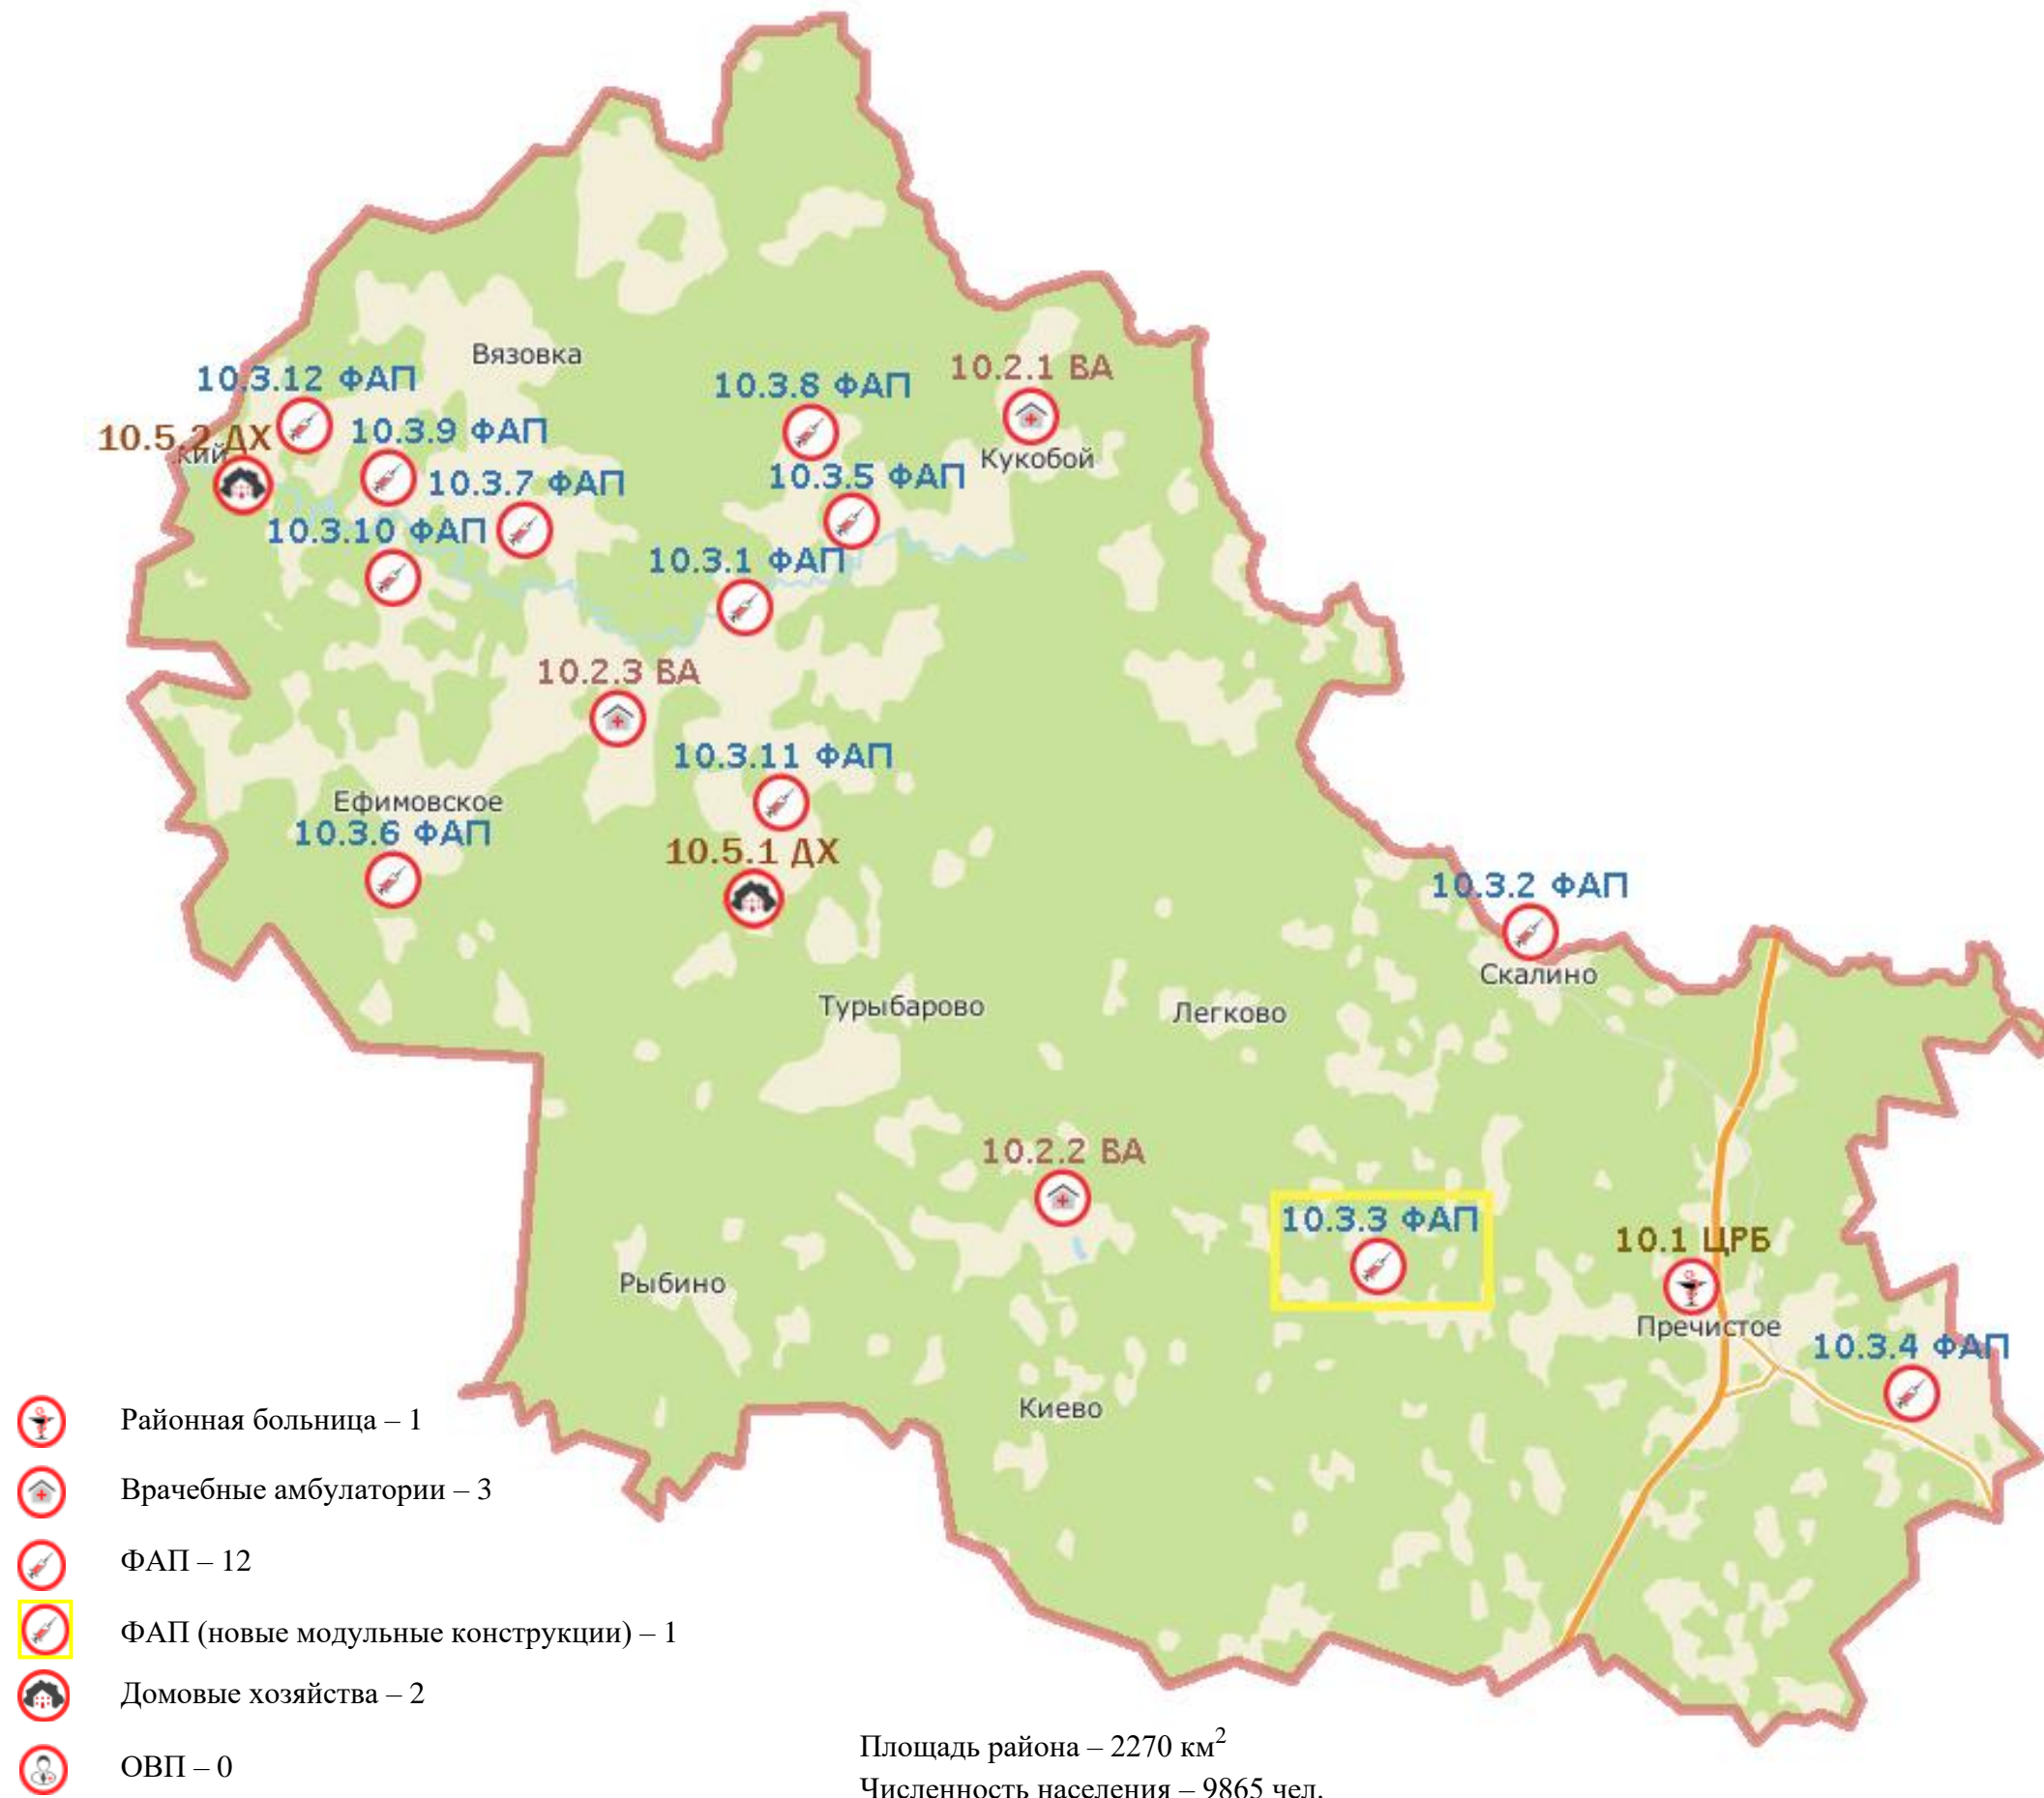 Вязовка
10.3.12 ФАП
10.3.8 ФАП
10.2.1 ВА
10.5.2 ДХ
кий
10.3.9 ФАП
Кукобой
10.3.7 ФАП
10.3.5 ФАП
10.3.10 ФАП
10.3.1 ФАП
10.2.3 ВА
10.3.11 ФАП
Ефимовское
10.3.6 ФАП
10.5.1 ДХ
10.3.2 ФАП
Скалино
Турыбарово
Легково
10.2.2 ВА
10.3.3 ФАП
10.1 ЦРБ
Рыбино
Пречистое
10.3.4 ФАП
Киево
Районная больница – 1
Врачебные амбулатории – 3
ФАП – 12
ФАП (новые модульные конструкции) – 1
Домовые хозяйства – 2
ОВП – 0
Площадь района – 2270 км²
Численность населения – 9865 чел.